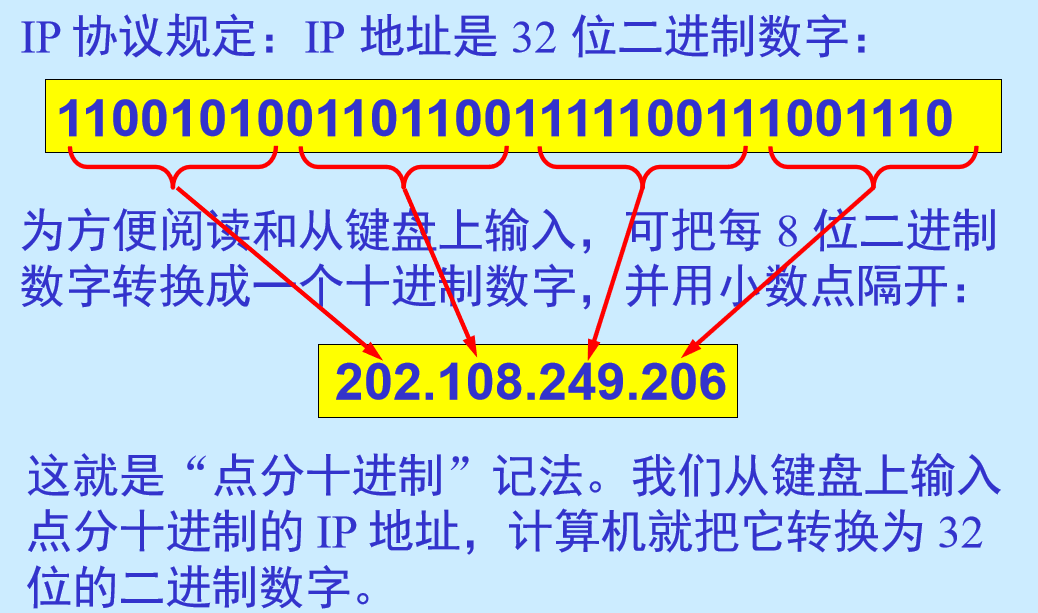 IP 协议规定：IP 地址是 32 位二进制数字：
11001010011011001111100111001110
为方便阅读和从键盘上输入，可把每 8 位二进制
数字转换成一个十进制数字，并用小数点隔开：
202.108.249.206
这就是“点分十进制”记法。我们从键盘上输入
点分十进制的 IP 地址，计算机就把它转换为 32
位的二进制数字。